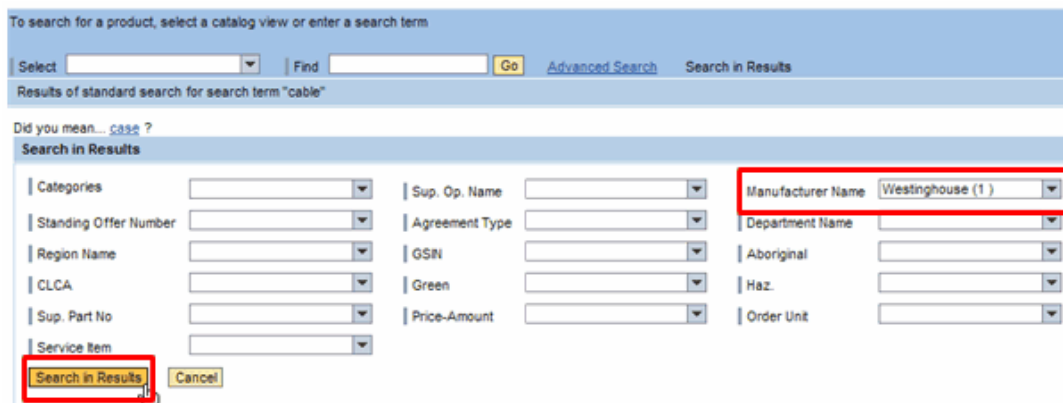 To search for a product, select a catalog view or enter a search term
Select Find Go Advanced Search Search in Results
Results of standard search for search term "cable"
Did you mean... case ?
Search in Results
Categories Sup. Op. Name Manufacturer Name Westinghouse (1 )
Standing Offer Number Agreement Type Department Name
Region Name GSIN Aboriginal
CLCA Green Haz.
Sup. Part No Price-Amount Order Unit
Service Item
Search in Results Cancel